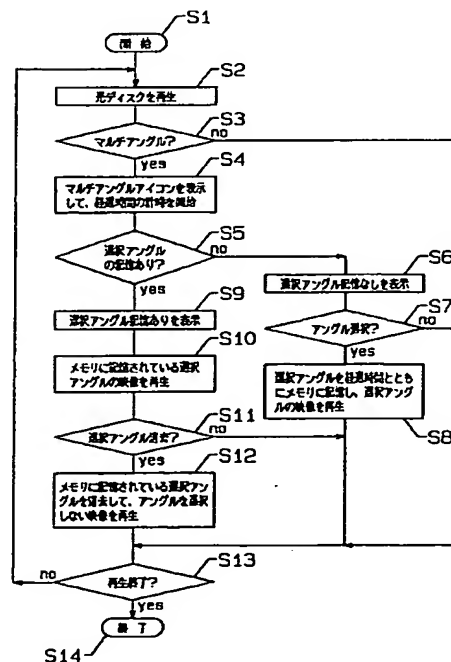 S1
開始
S2
光ディスクを再生
S3
マルチアングル?
no
yes
S4
マルチアングルアイコンを表示
して、経過時間の計時を開始
S5
選択アングル
の記憶あり?
no
yes
S6
選択アングル記憶なしを表示
S7
アングル選択?
no
yes
選択アングルを経過時間ととも
にメモリに記憶し、選択アング
ルの映像を再生
S8
S9
選択アングル記憶ありを表示
S10
メモリに記憶されている選択
アングルの映像を再生
S11
選択アングル消去?
no
yes
S12
メモリに記憶されている選択アン
グルを消去して、アングルを選択
しない映像を再生
S13
再生終了?
no
yes
終了
S14